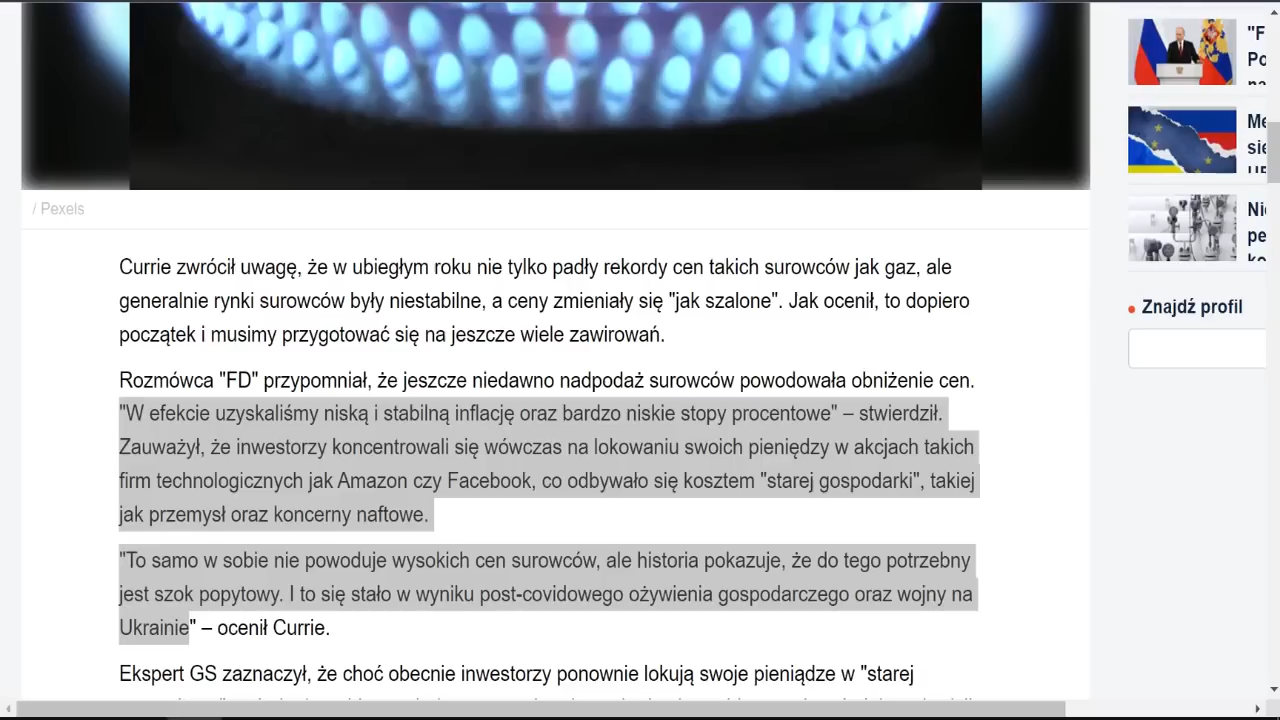 / Pexels
Currie zwrócił uwagę, że w ubiegłym roku nie tylko padły rekordy cen takich surowców jak gaz, ale
generalnie rynki surowców były niestabilne, a ceny zmieniały się "jak szalone". Jak ocenił, to dopiero
początek i musimy przygotować się na jeszcze wiele zawirowań.
Rozmówca "FD" przypomniał, że jeszcze niedawno nadpodaż surowców powodowała obniżenie cen.
"W efekcie uzyskaliśmy niską i stabilną inflację oraz bardzo niskie stopy procentowe" – stwierdził.
Zauważył, że inwestorzy koncentrowali się wówczas na lokowaniu swoich pieniędzy w akcjach takich
firm technologicznych jak Amazon czy Facebook, co odbywało się kosztem "starej gospodarki", takiej
jak przemysł oraz koncerny naftowe.
"To samo w sobie nie powoduje wysokich cen surowców, ale historia pokazuje, że do tego potrzebny
jest szok popytowy. I to się stało w wyniku post-covidowego ożywienia gospodarczego oraz wojny na
Ukrainie" – ocenił Currie.
Ekspert GS zaznaczył, że choć obecnie inwestorzy ponownie lokują swoje pieniądze w "starej
Znajdź profil